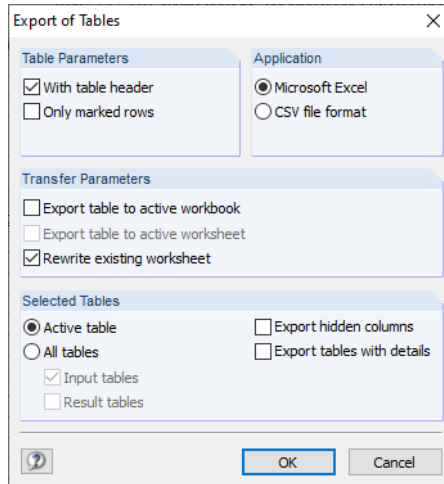 Export of Tables
Table Parameters
With table header
Only marked rows
Application
Microsoft Excel
CSV file format
Transfer Parameters
Export table to active workbook
Export table to active worksheet
Rewrite existing worksheet
Selected Tables
Active table
All tables
Input tables
Result tables
Export hidden columns
Export tables with details
OK
Cancel